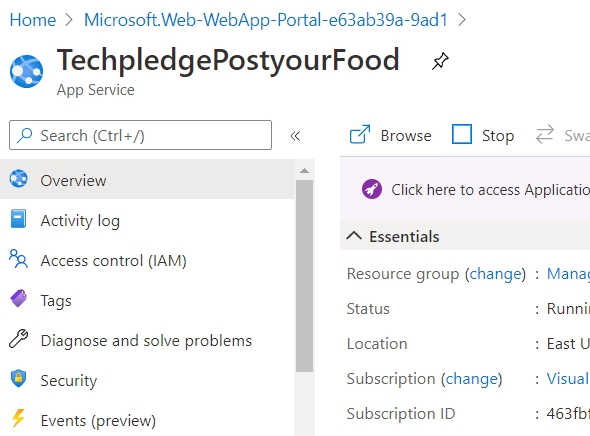 Home > Microsoft.Web-WebApp-Portal-e63ab39a-9ad1 >
TechpledgePostyourFood
App Service
Search (Ctrl+/)
«
Browse
Stop
Swa
Overview
Activity log
Access control (IAM)
Tags
Diagnose and solve problems
Security
Events (preview)
Click here to access Applicatio
Essentials
Resource group (change) : Manag
Status : Runnin
Location : East U
Subscription (change) : Visual
Subscription ID : 463fbf